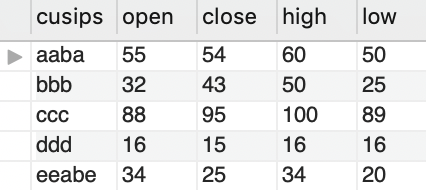 cusips open close high low
aaba 55 54 60 50
bbb 32 43 50 25
ccc 88 95 100 89
ddd 16 15 16 16
eeabe 34 25 34 20